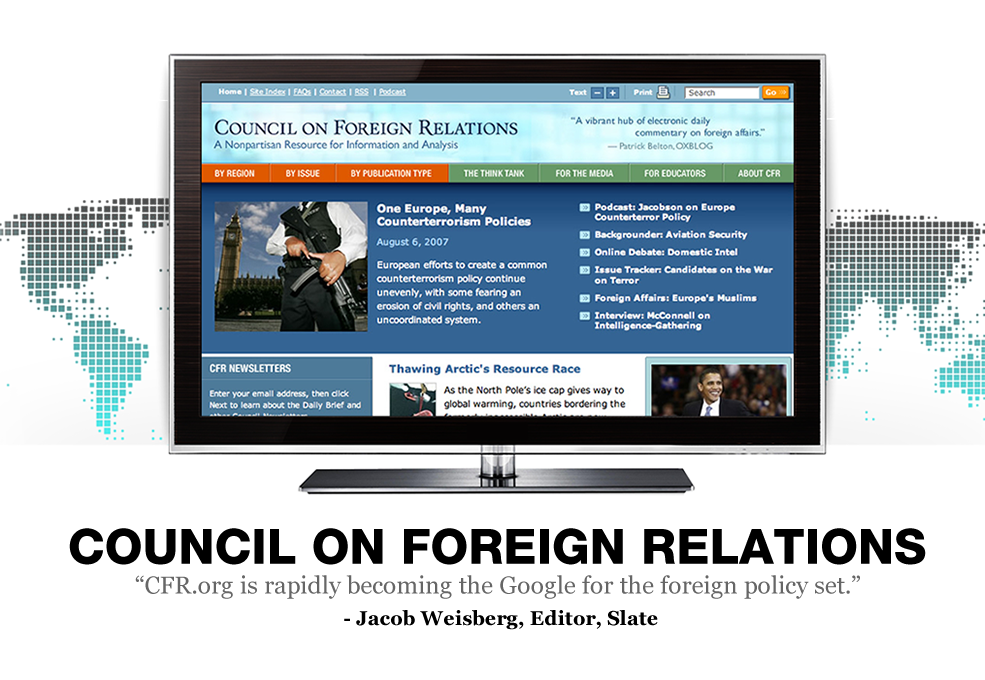 Home | Site Index | FAQs | Contact | RSS | Podcast
Text − + Print Search Go
COUNCIL ON FOREIGN RELATIONS
A Nonpartisan Resource for Information and Analysis
“A vibrant hub of electronic daily
commentary on foreign affairs.”
— Patrick Belton, OXBLOG
BY REGION BY ISSUE BY PUBLICATION TYPE THE THINK TANK FOR THE MEDIA FOR EDUCATORS ABOUT CFR
One Europe, Many
Counterterrorism Policies
August 6, 2007
European efforts to create a common
counterterrorism policy continue
unevenly, with some fearing an
erosion of civil rights, and others an
uncoordinated system.
Podcast: Jacobson on Europe
Counterterror Policy
Backgrounder: Aviation Security
Online Debate: Domestic Intel
Issue Tracker: Candidates on the War
on Terror
Foreign Affairs: Europe's Muslims
Interview: McConnell on
Intelligence-Gathering
CFR NEWSLETTERS
Enter your email address, then click
Next to learn about the Daily Brief and
Thawing Arctic's Resource Race
As the North Pole's ice cap gives way to
global warming, countries bordering the
COUNCIL ON FOREIGN RELATIONS
“CFR.org is rapidly becoming the Google for the foreign policy set.”
- Jacob Weisberg, Editor, Slate